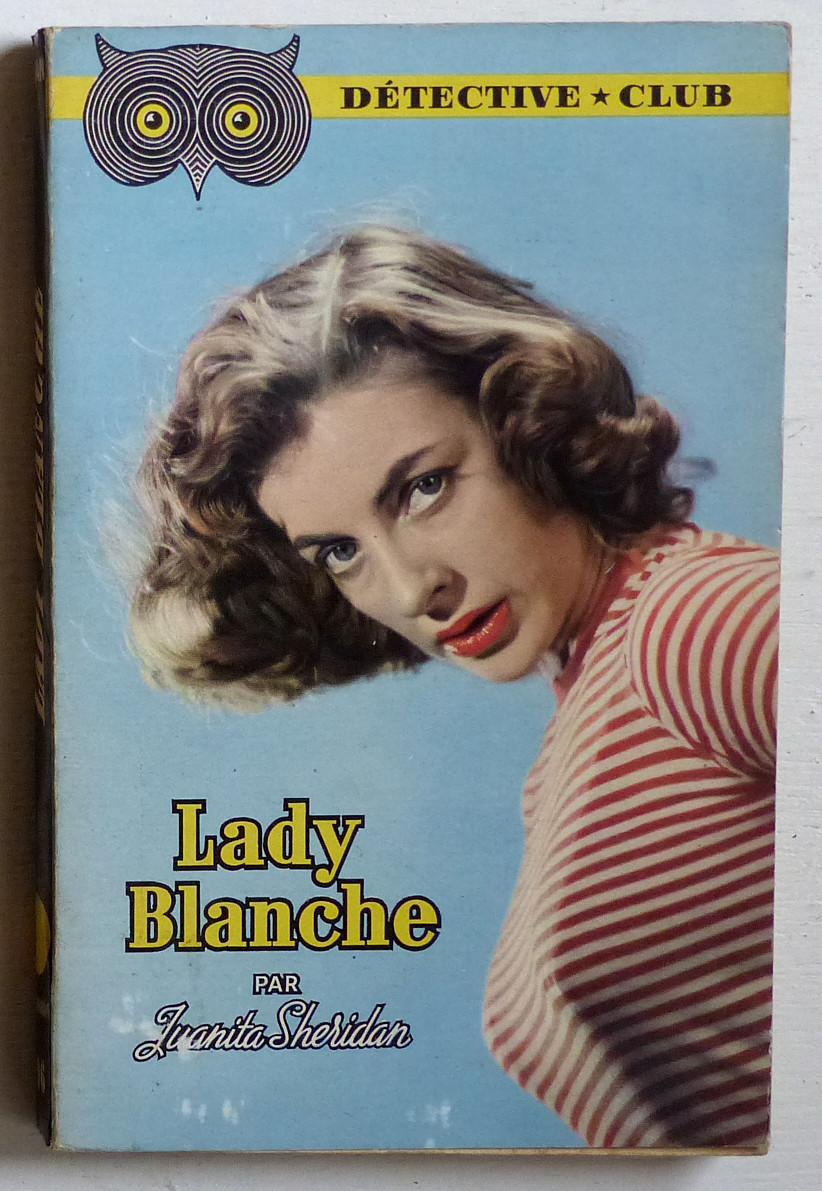 DÉTECTIVE ★ CLUB
Lady
Blanche
PAR
Juanita Sheridan